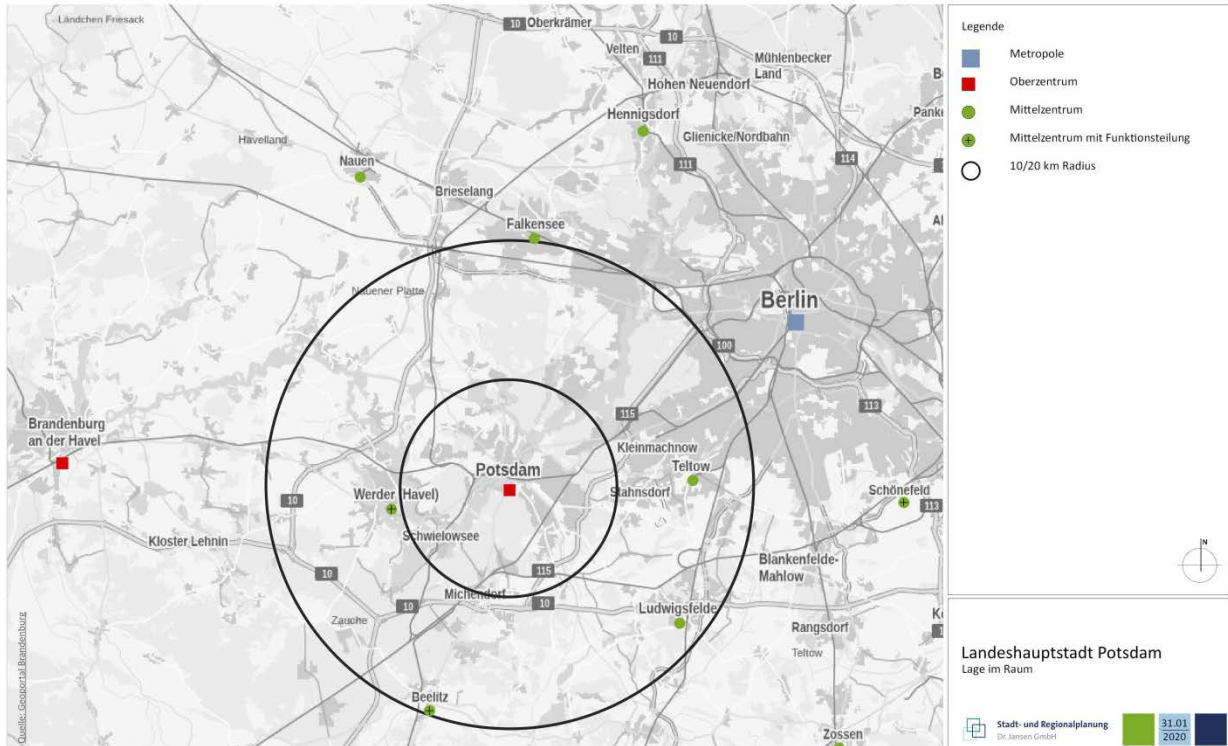 Ländchen Friesack
10
Oberkrämer
Velten
10
111
Mühlenbecker
Land
Hohen Neuendorf
Hennigsdorf
Glienicke/Nordbahn
Havelland
Nauen
111
114
Brieselang
Falkensee
Nauener Platte
10
Berlin
100
113
115
Brandenburg
an der Havel
Kleinmachnow
Potsdam
Teltow
Werder (Havel)
Stahnsdorf
Schönefeld
10
113
Kloster Lehnin
Schwielowsee
Blankenfelde-
Mahlow
115
10
Michendorf
10
10
Ludwigsfelde
Zauche
Rangsdorf
Teltow
Beelitz
Zossen
Quelle: Geoportal Brandenburg
Legende
Metropole
Oberzentrum
Mittelzentrum
Mittelzentrum mit Funktionsteilung
10/20 km Radius
N
Landeshauptstadt Potsdam
Lage im Raum
Stadt- und Regionalplanung
Dr. Jansen GmbH
31.01
2020